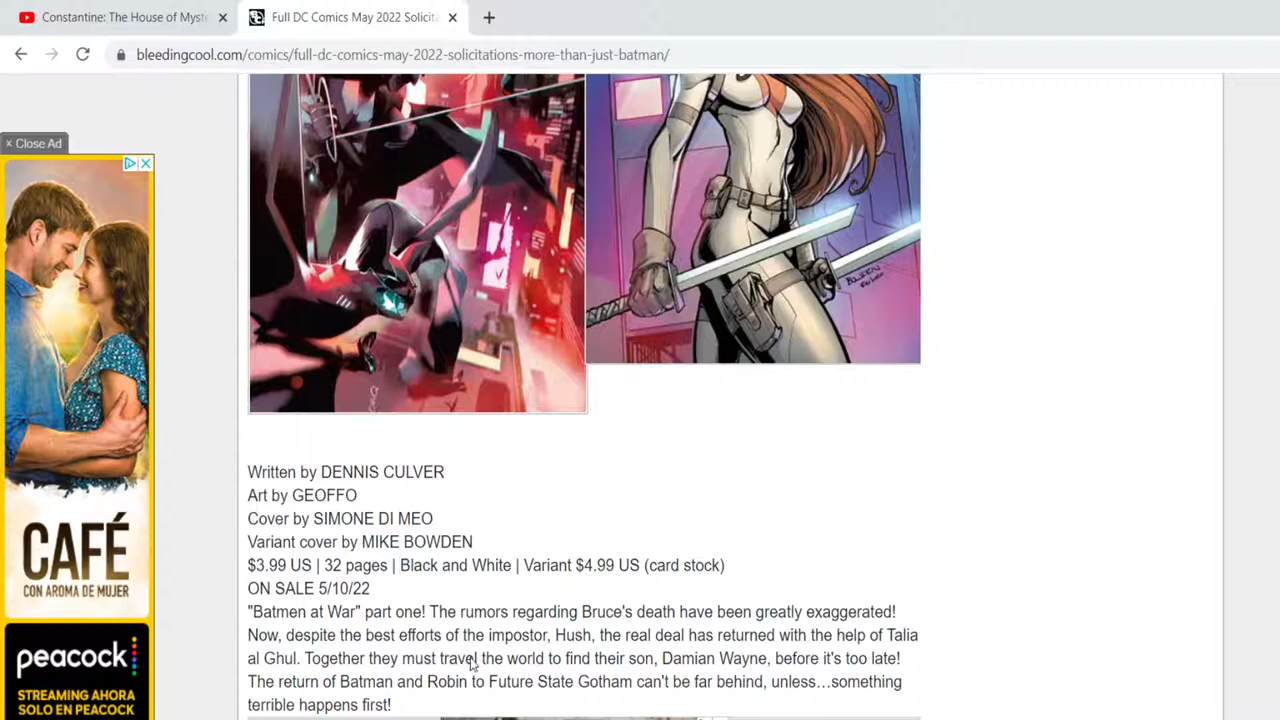 Constantine: The House of Myste
Full DC Comics May 2022 Solicita
bleedingcool.com/comics/full-dc-comics-may-2022-solicitations-more-than-just-batman/
× Close Ad
CAFÉ
CON AROMA DE MUJER
peacock
STREAMING AHORA
SOLO EN PEACOCK
Written by DENNIS CULVER
Art by GEOFFO
Cover by SIMONE DI MEO
Variant cover by MIKE BOWDEN
$3.99 US | 32 pages | Black and White | Variant $4.99 US (card stock)
ON SALE 5/10/22
"Batmen at War" part one! The rumors regarding Bruce's death have been greatly exaggerated!
Now, despite the best efforts of the impostor, Hush, the real deal has returned with the help of Talia
al Ghul. Together they must travel the world to find their son, Damian Wayne, before it's too late!
The return of Batman and Robin to Future State Gotham can't be far behind, unless…something
terrible happens first!